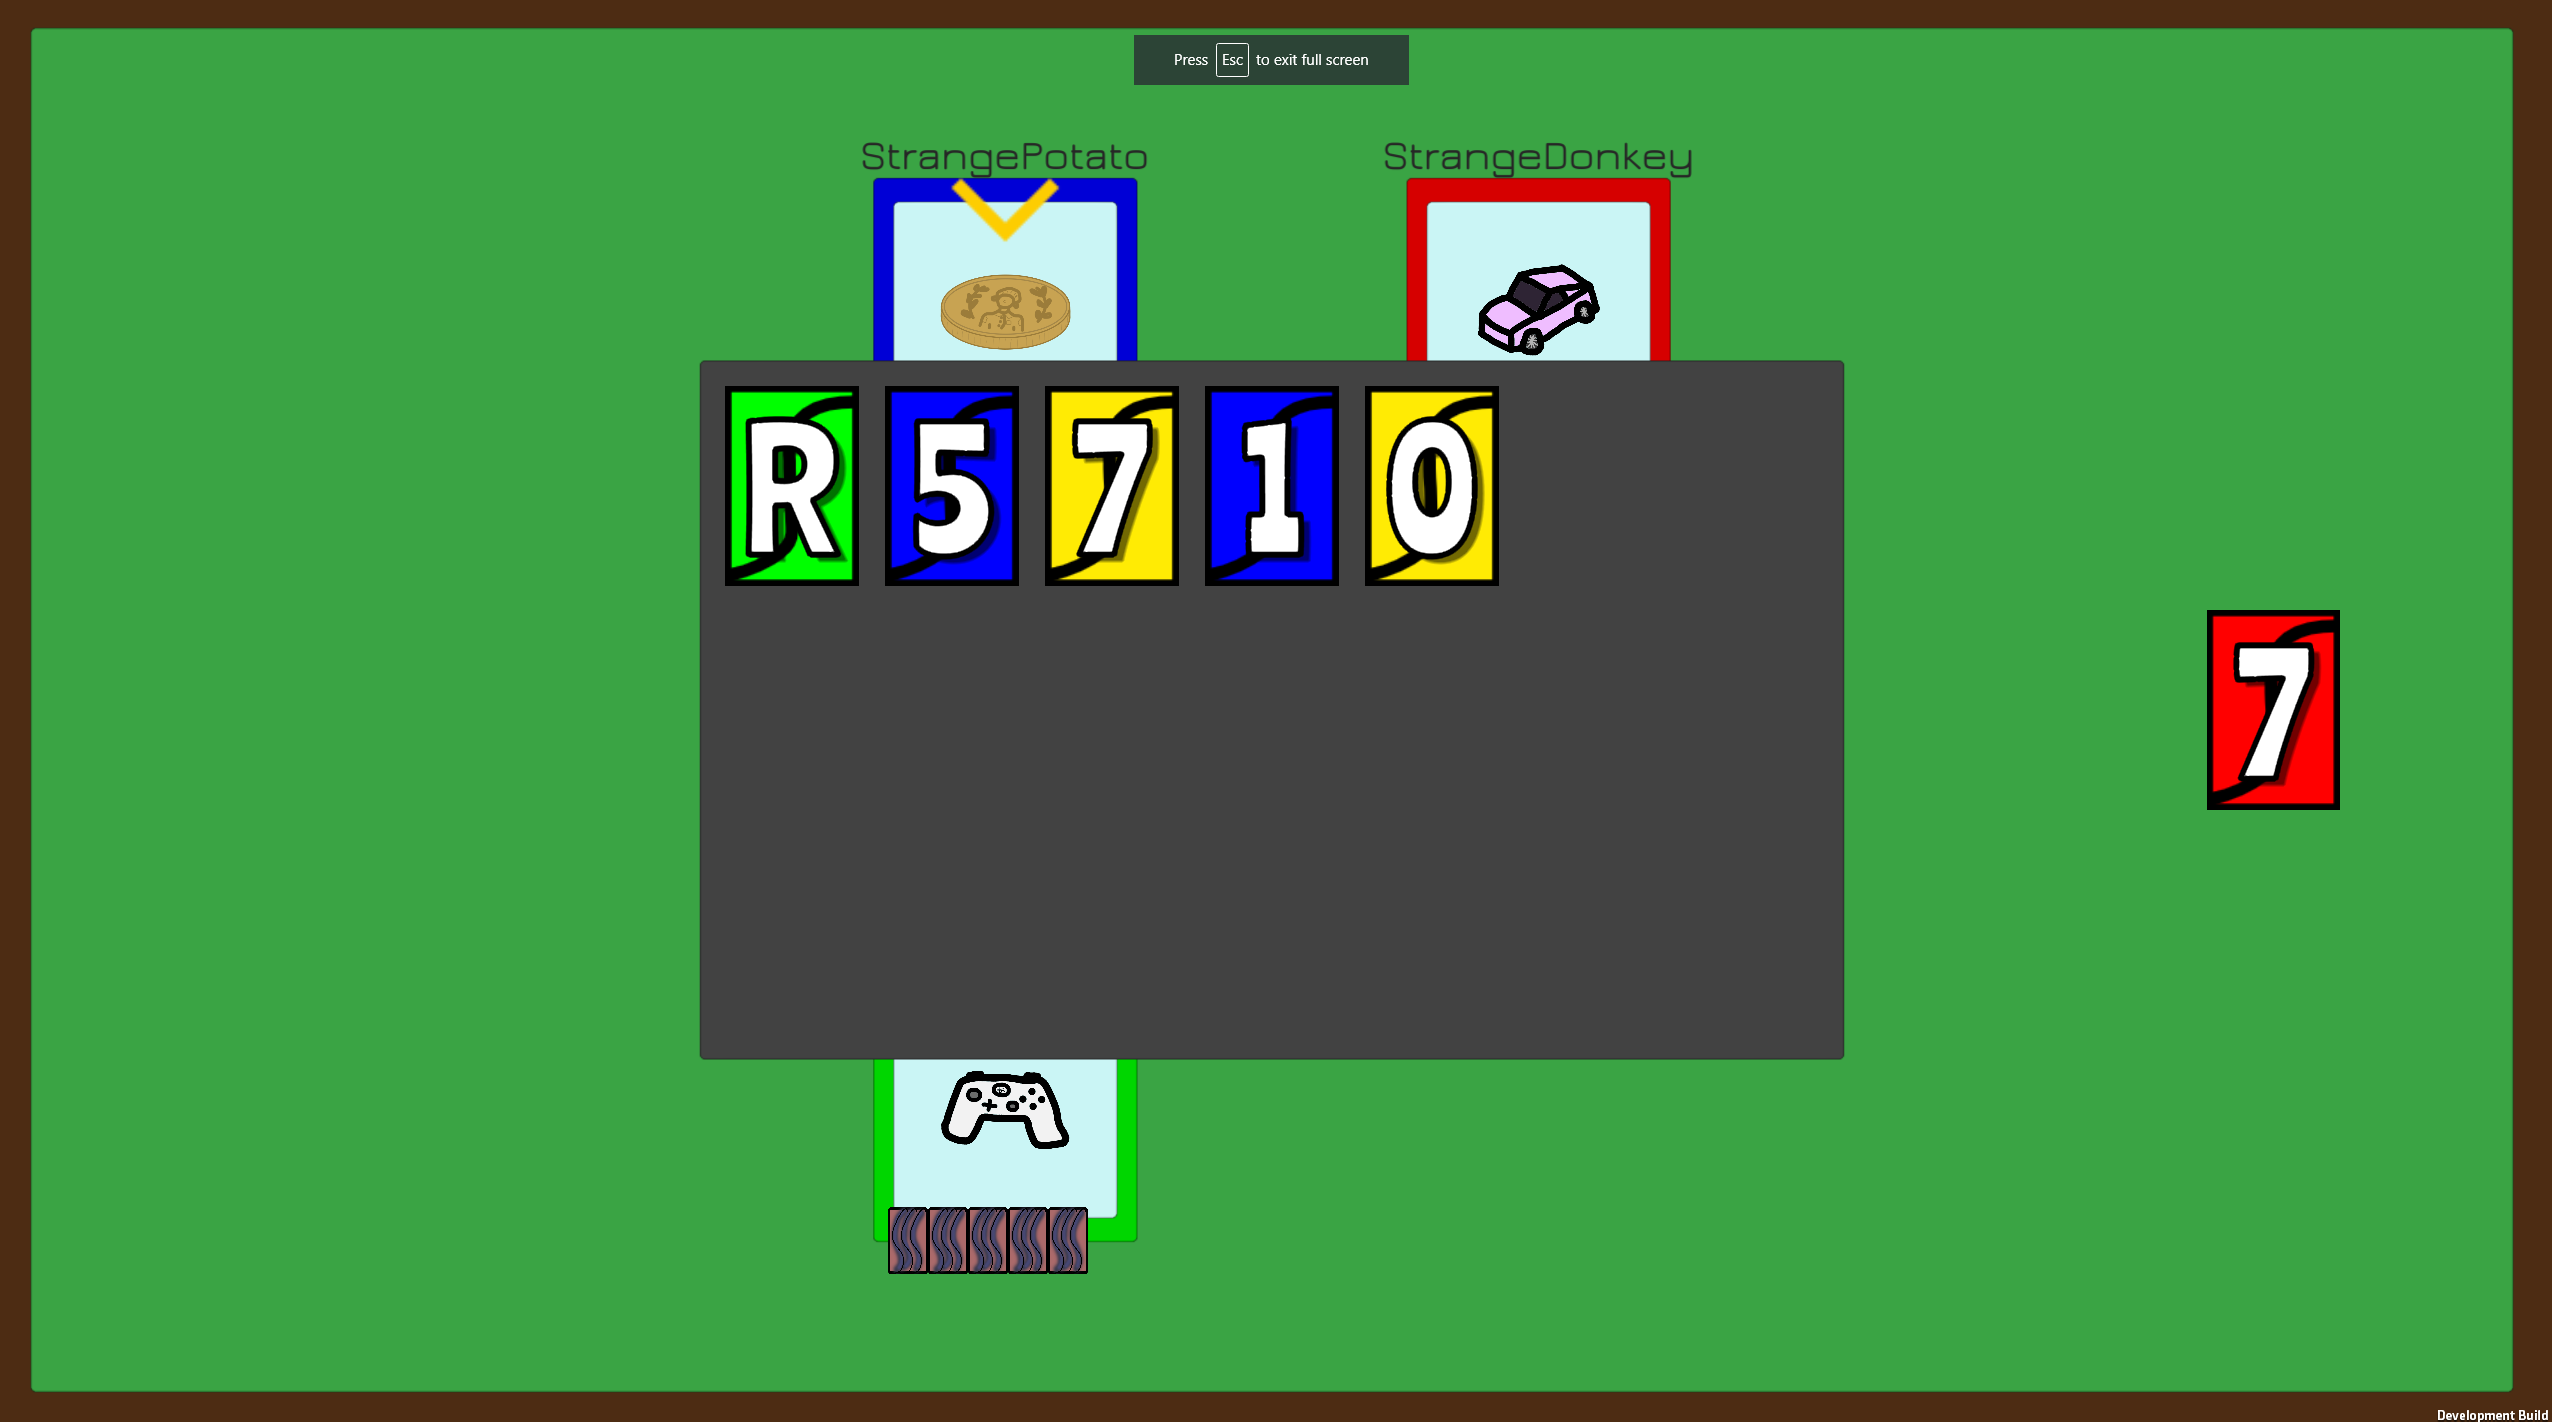 Press Esc to exit full screen
StrangePotato StrangeDonkey
R 5 7 1 0
7
Development Build